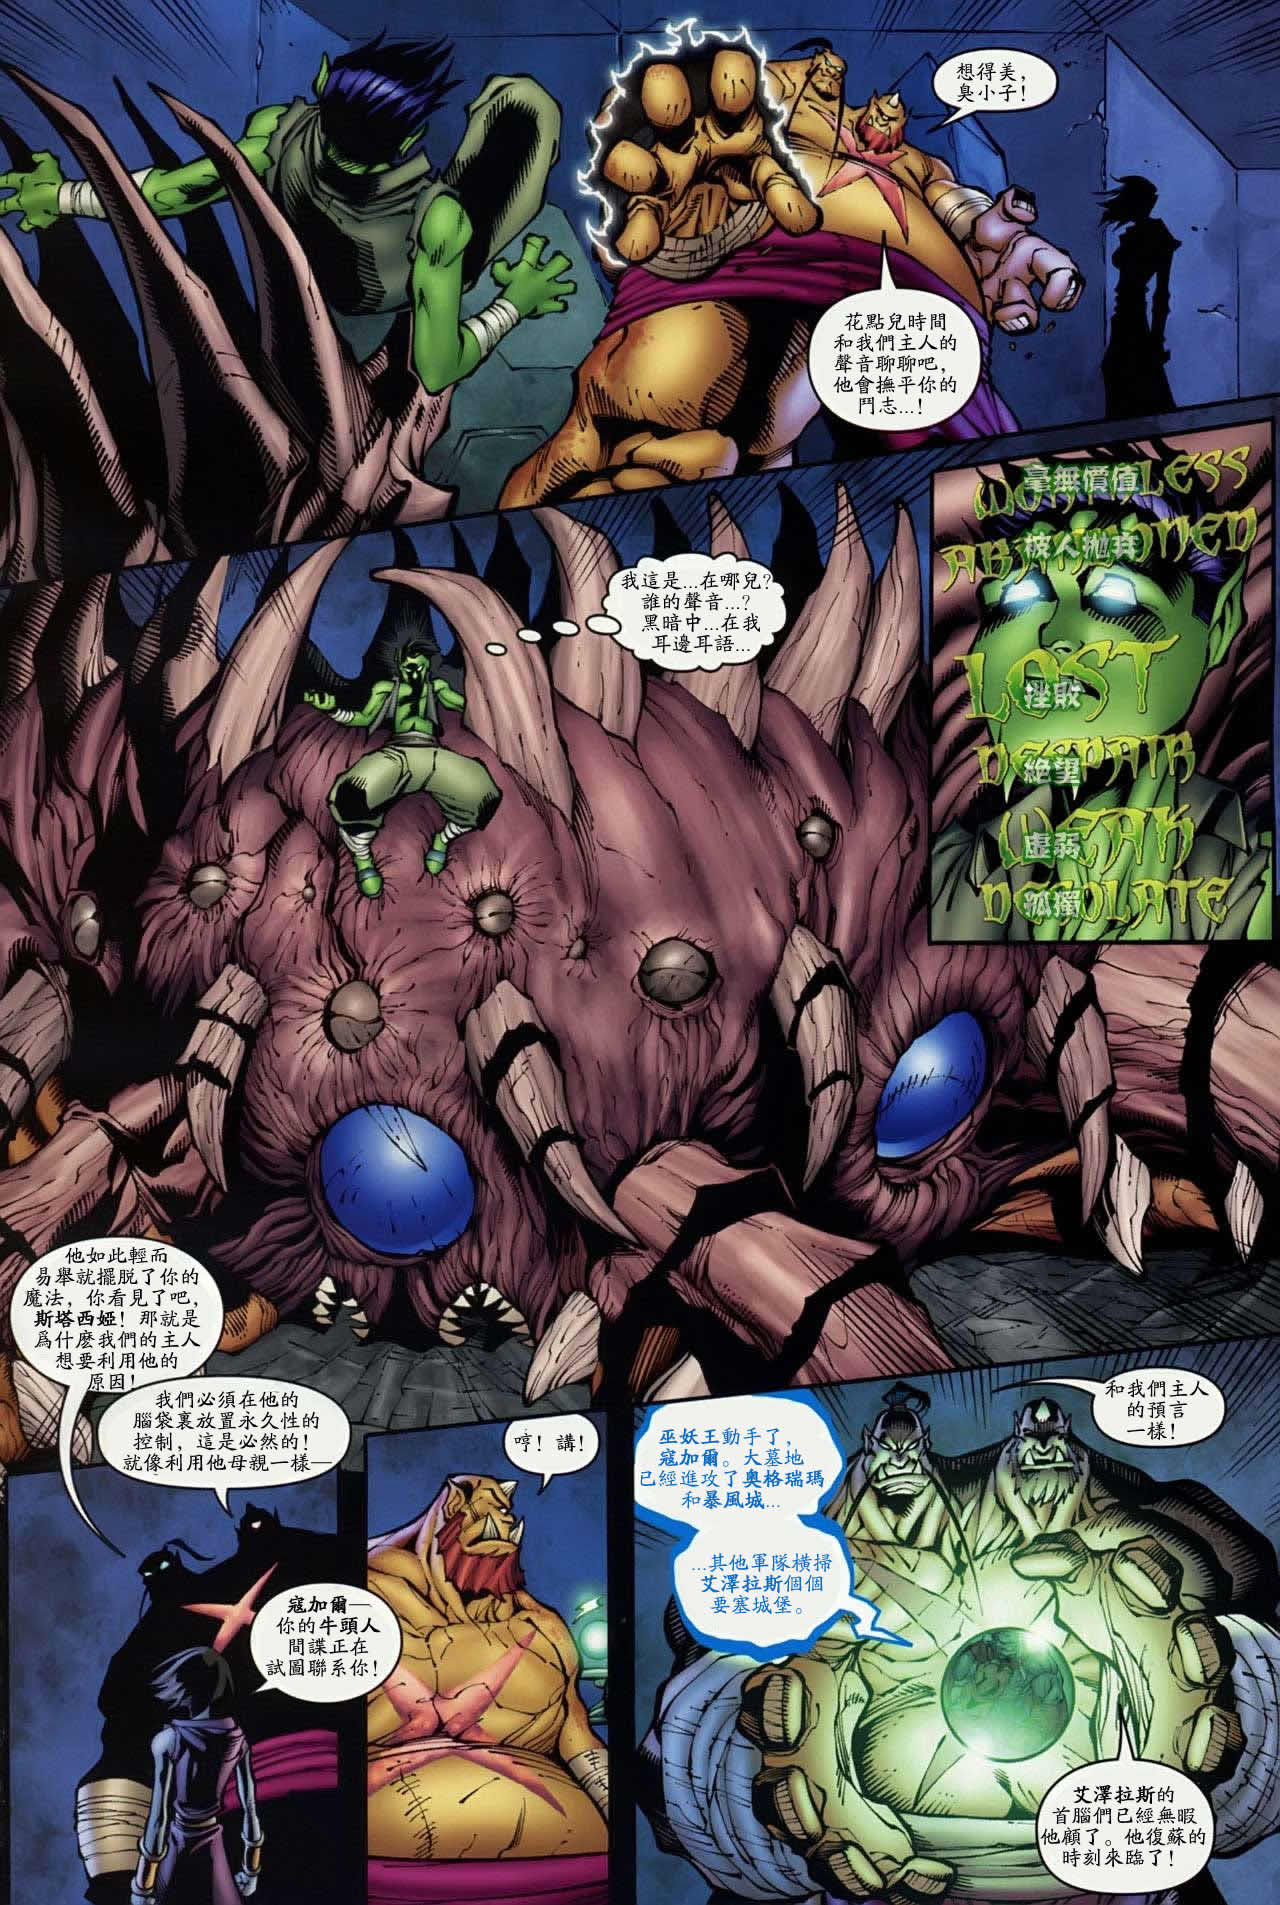 想得美，
臭小子！
花點兒時間
和我們主人的
聲音聊聊吧，
他會撫平你的
鬥志…！
我這是…在哪兒？
誰的聲音…？
黑暗中…在我
耳邊耳語…
毫無價值
ABANDONED
被人拋弃
LOST
挫敗
DESPAIR
絕望
WEAK
虛弱
DESOLATE
孤獨
他如此輕而
易舉就擺脫了你的
魔法，你看見了吧，
斯塔西婭！那就是
爲什麽我們的主人
想要利用他的
原因！
我們必須在他的
腦袋裏放置永久性的
控制，這是必然的！
就像利用他母親一樣—
寇加爾—
你的牛頭人
間諜正在
試圖聯系你！
哼！講！
巫妖王動手了，
寇加爾。大墓地
已經進攻了奧格瑞瑪
和暴風城…
…其他軍隊橫掃
艾澤拉斯個個
要塞城堡。
和我們主人
的預言
一樣！
艾澤拉斯的
首腦們已經無暇
他顧了。他復蘇的
時刻來臨了！